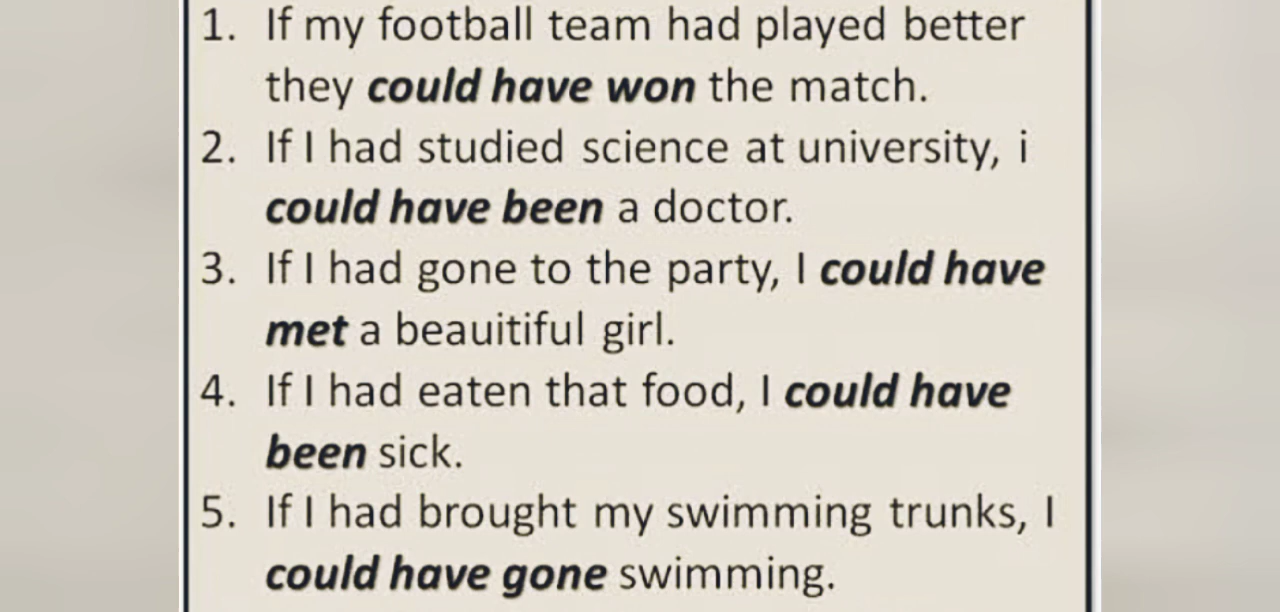 1. If my football team had played better
they could have won the match.
2. If I had studied science at university, i
could have been a doctor.
3. If I had gone to the party, I could have
met a beauitiful girl.
4. If I had eaten that food, I could have
been sick.
5. If I had brought my swimming trunks, I
could have gone swimming.